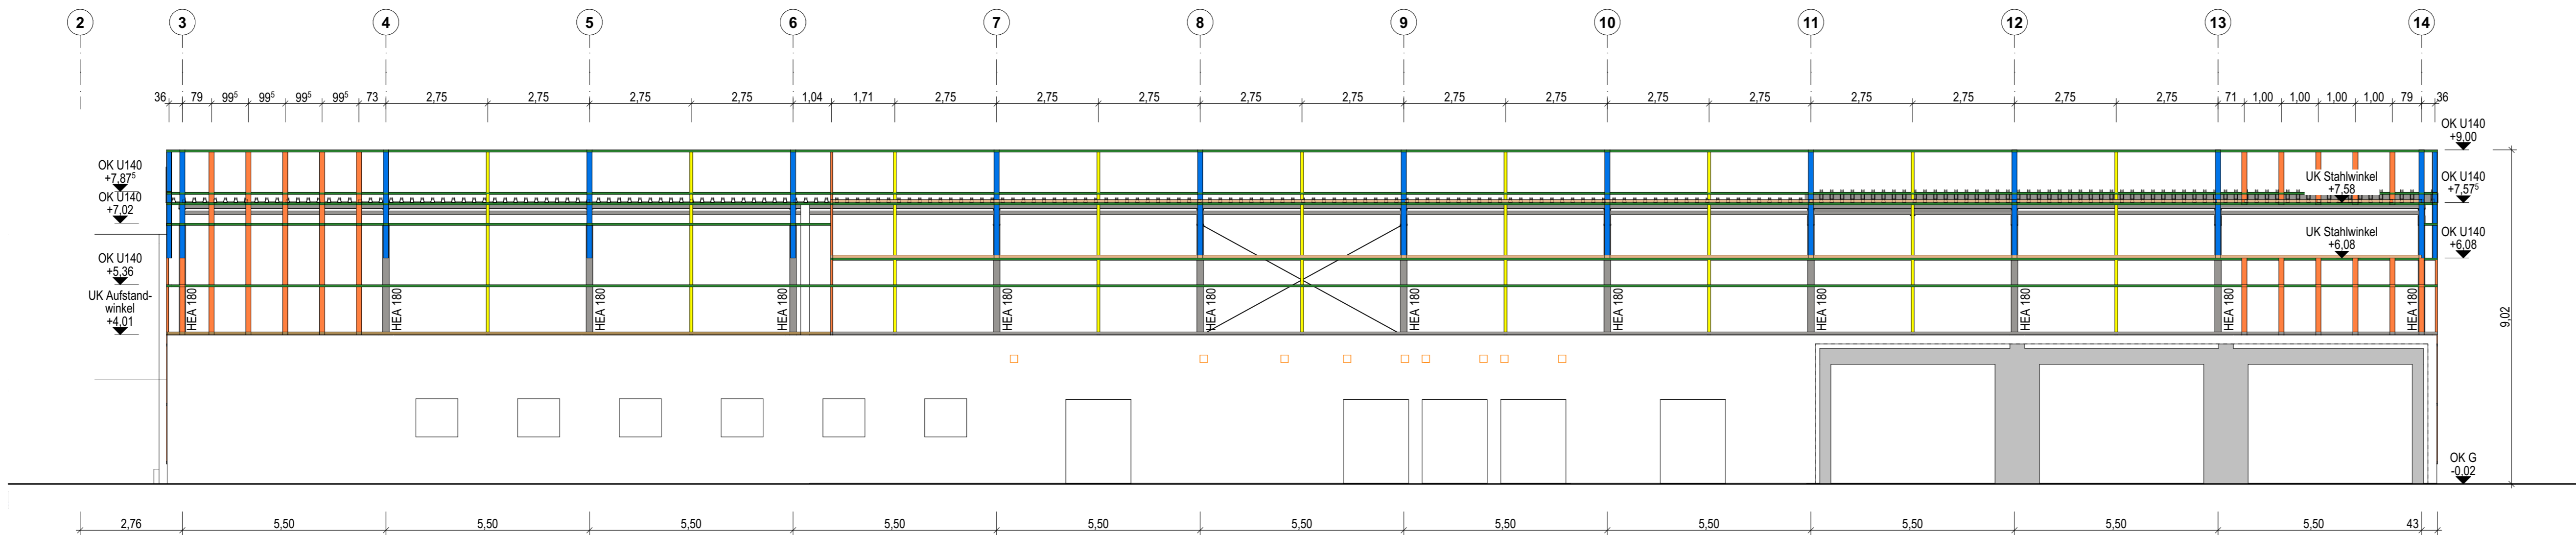 2 3 4 5 6 7 8 9 10 11 12 13 14
36 79 99⁵ 99⁵ 99⁵ 99⁵ 73 2,75 2,75 2,75 2,75 1,04 1,71 2,75 2,75 2,75 2,75 2,75 2,75 2,75 2,75 2,75 2,75 2,75 2,75 2,75 2,75 71 1,00 1,00 1,00 1,00 79 36
OK U140
+9,00
OK U140
+7,87⁵
OK U140
+7,02
OK U140
+5,36
UK Aufstand-
winkel
+4,01
UK Stahlwinkel
+7,58
OK U140
+7,57⁵
UK Stahlwinkel
+6,08
OK U140
+6,08
HEA 180
HEA 180
HEA 180
HEA 180
HEA 180
HEA 180
HEA 180
HEA 180
HEA 180
HEA 180
HEA 180
HEA 180
9,02
OK G
-0,02
2,76 5,50 5,50 5,50 5,50 5,50 5,50 5,50 5,50 5,50 5,50 5,50 43